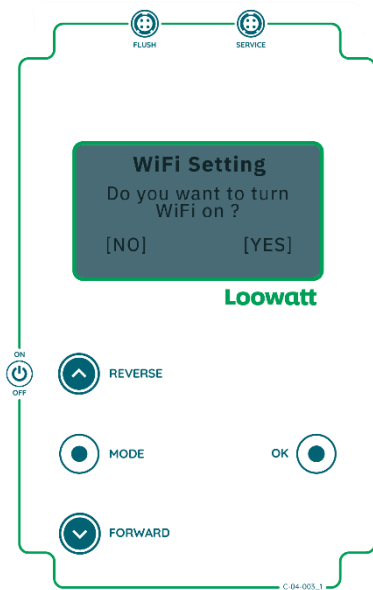 FLUSH
SERVICE
WiFi Setting
Do you want to turn
WiFi on ?
[NO] [YES]
Loowatt
ON
OFF
REVERSE
MODE
OK
FORWARD
C-04-003_1